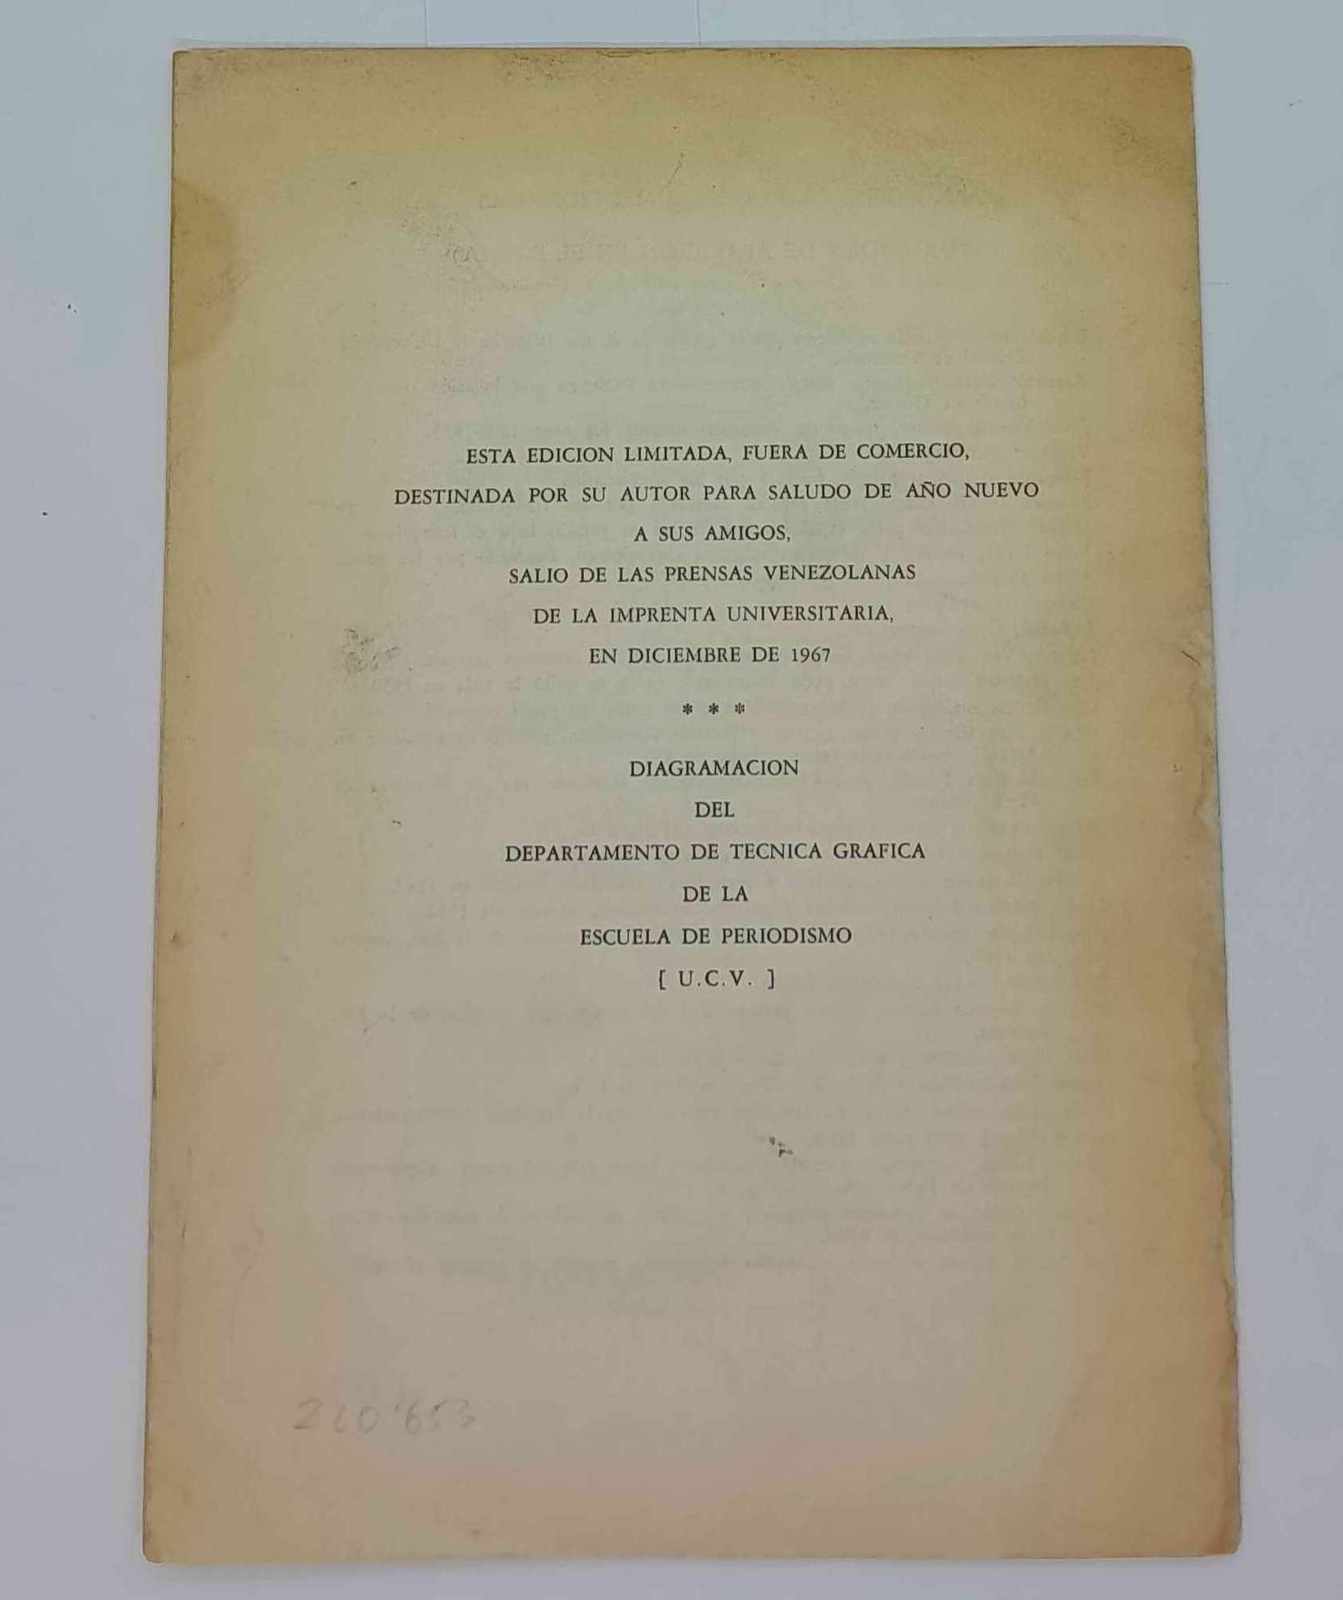 ESTA EDICION LIMITADA, FUERA DE COMERCIO,
DESTINADA POR SU AUTOR PARA SALUDO DE AÑO NUEVO
A SUS AMIGOS,
SALIO DE LAS PRENSAS VENEZOLANAS
DE LA IMPRENTA UNIVERSITARIA,
EN DICIEMBRE DE 1967
* * *
DIAGRAMACION
DEL
DEPARTAMENTO DE TECNICA GRAFICA
DE LA
ESCUELA DE PERIODISMO
[ U.C.V. ]